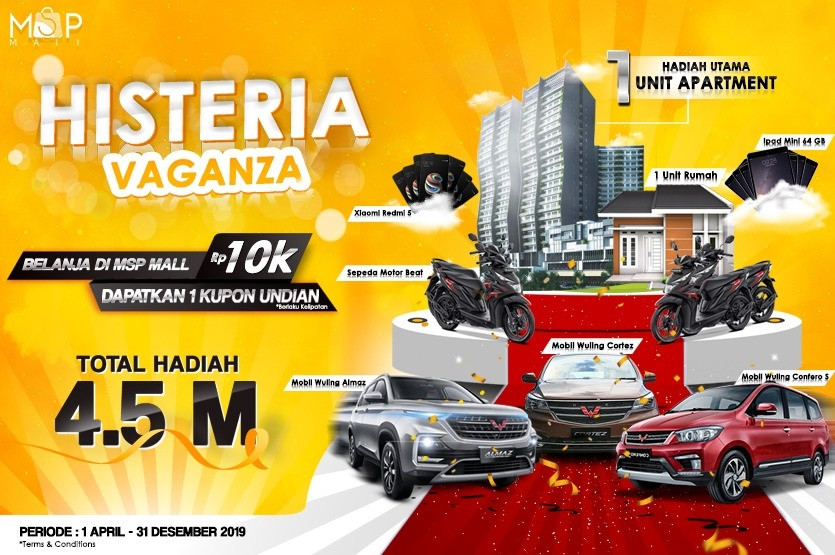 MSP
MALL
HISTERIA
VAGANZA
BELANJA DI MSP MALL Rp 10k
DAPATKAN 1 KUPON UNDIAN
*Berlaku Kelipatan
TOTAL HADIAH
4.5 M
PERIODE : 1 APRIL - 31 DESEMBER 2019
*Terms & Conditions
1 HADIAH UTAMA
UNIT APARTMENT
Ipad Mini 64 GB
1 Unit Rumah
Xiaomi Redmi 5
Sepeda Motor Beat
Mobil Wuling Cortez
Mobil Wuling Almaz
Mobil Wuling Confero S
ALMAZ
CORTEZ
CONFERO